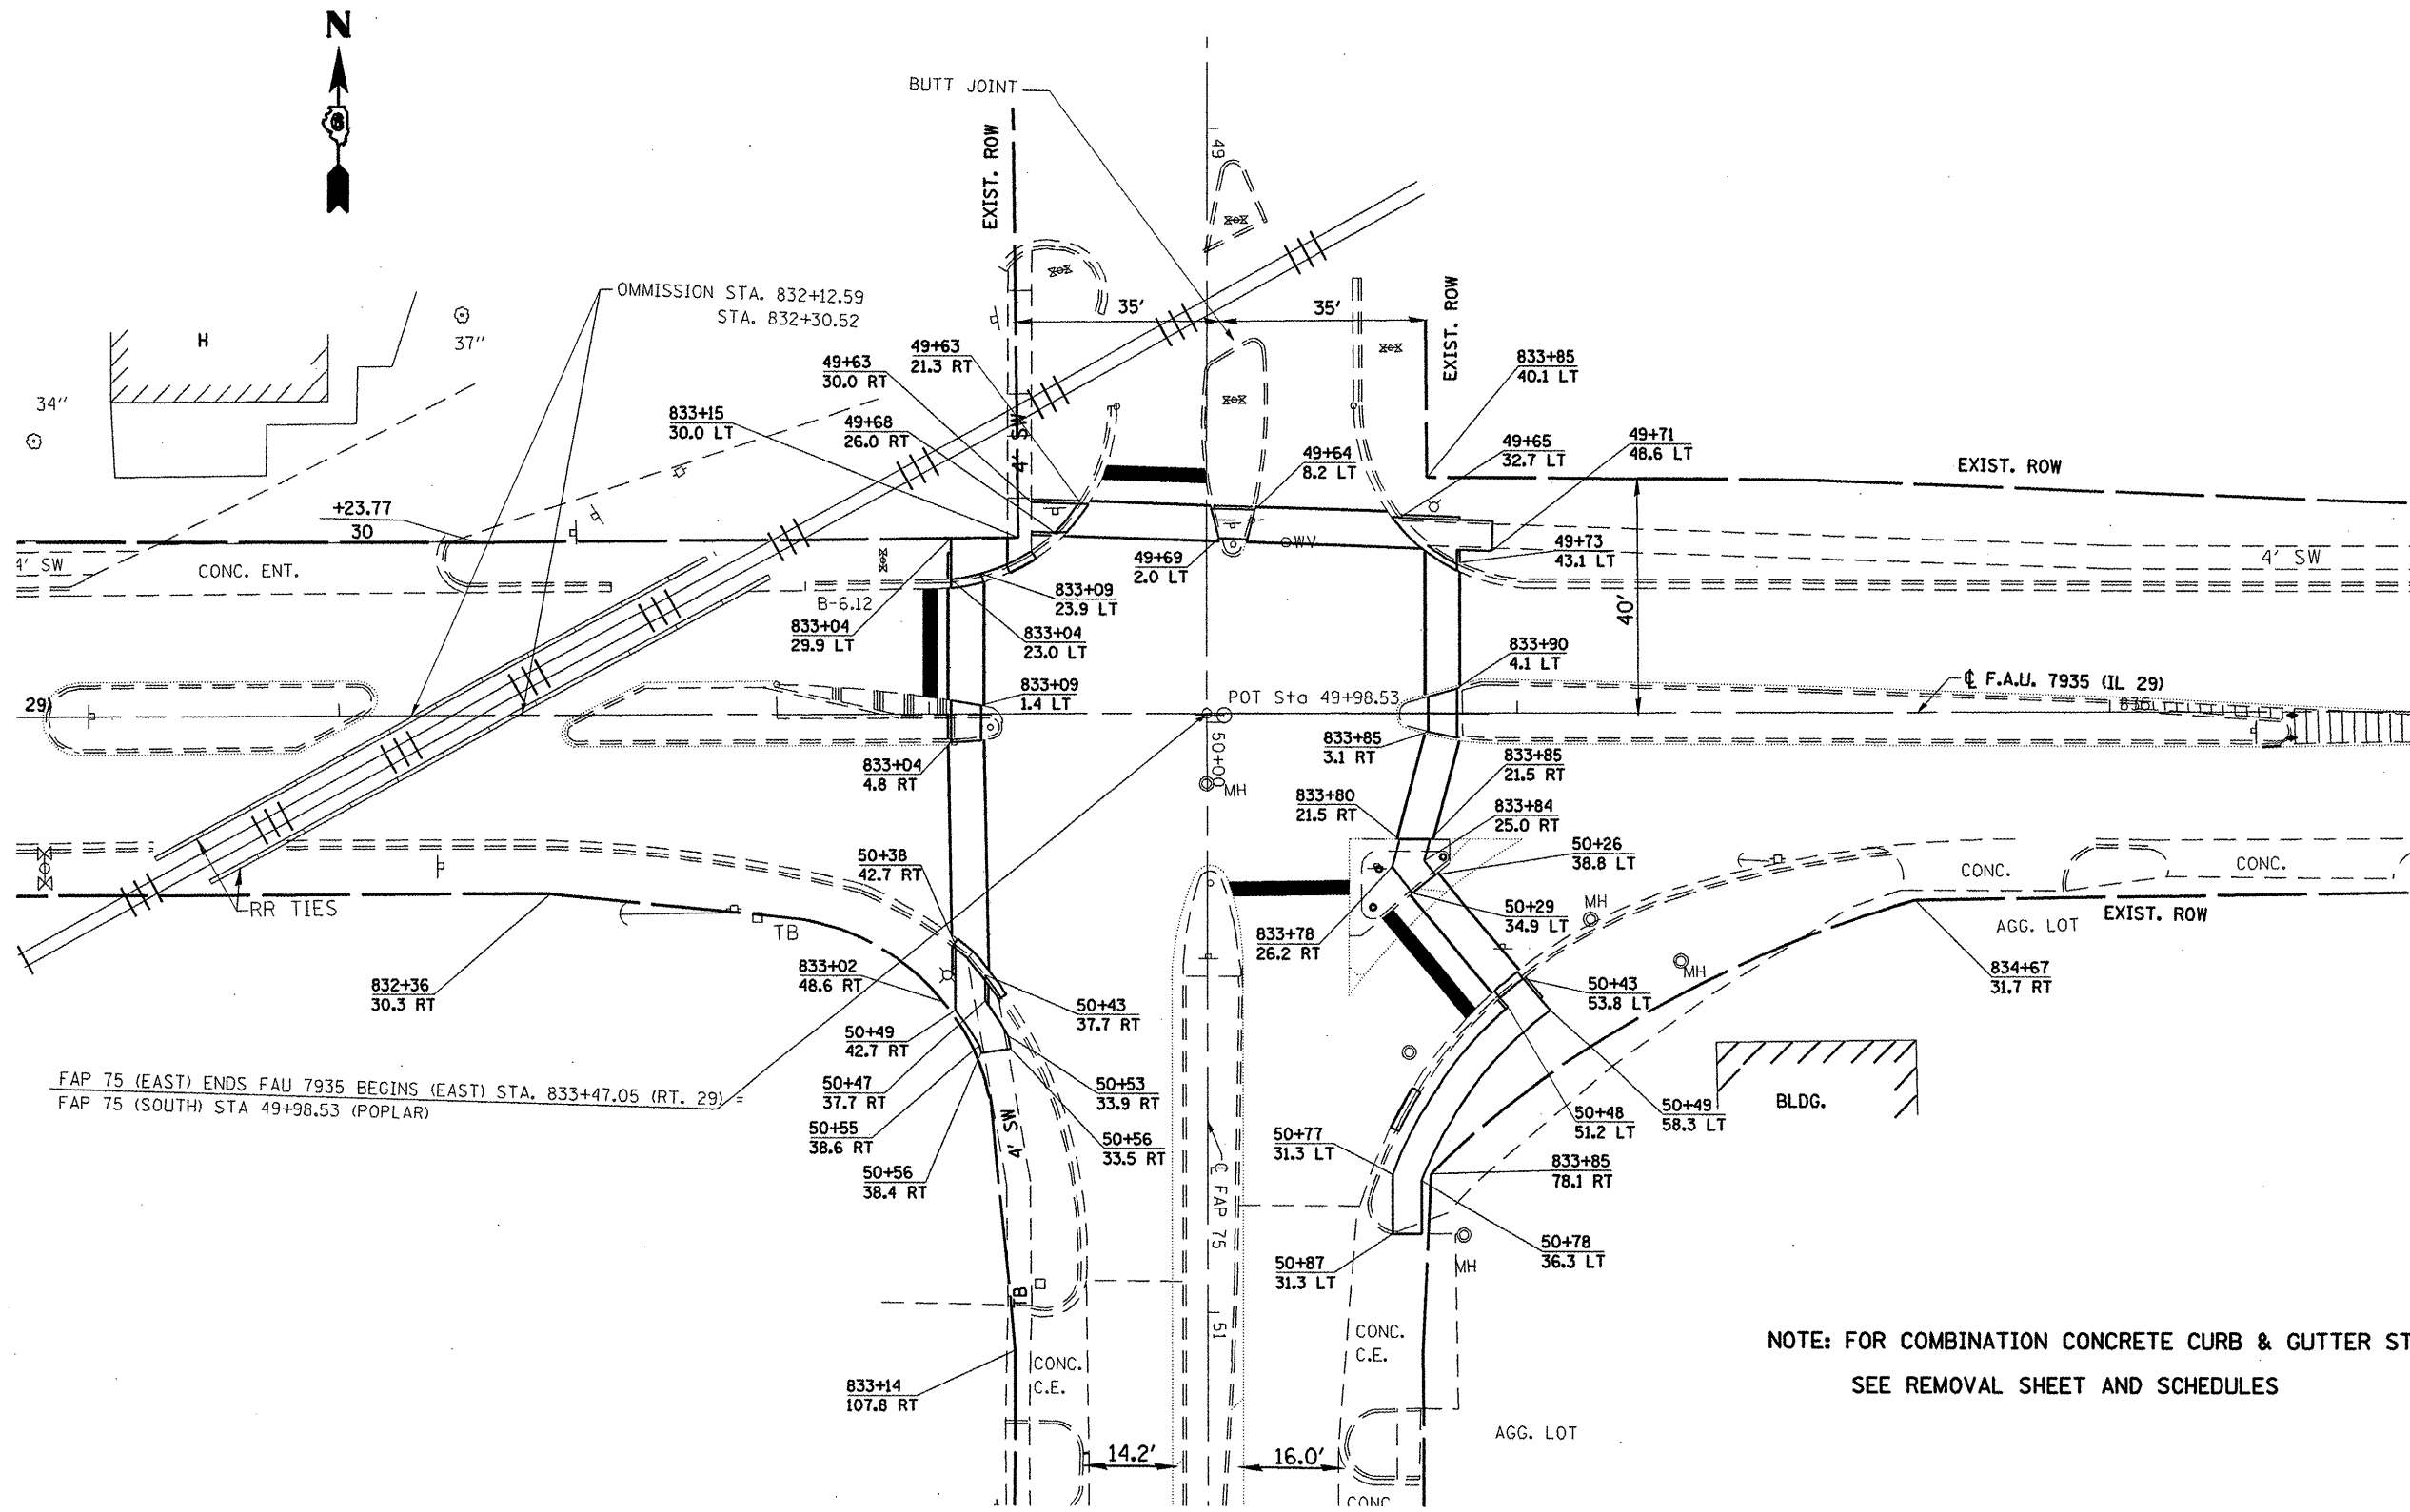 N
BUTT JOINT
49
EXIST. ROW
OMMISSION STA. 832+12.59
STA. 832+30.52
35'
35'
EXIST. ROW
H
37"
34"
49+63
21.3 RT
49+63
30.0 RT
833+85
40.1 LT
833+15
30.0 LT
49+68
26.0 RT
4' SW
49+65
32.7 LT
49+71
48.6 LT
49+64
8.2 LT
EXIST. ROW
+23.77
30
WV
49+69
2.0 LT
49+73
43.1 LT
4' SW
CONC. ENT.
4' SW
B-6.12
833+09
23.9 LT
833+04
29.9 LT
833+04
23.0 LT
40'
833+90
4.1 LT
833+09
1.4 LT
POT Sta 49+98.53
℄ F.A.U. 7935 (IL 29)
29)
835
50+00
833+85
3.1 RT
833+04
4.8 RT
833+85
21.5 RT
MH
833+80
21.5 RT
833+84
25.0 RT
50+38
42.7 RT
50+26
38.8 LT
CONC.
CONC.
RR TIES
TB
50+29
34.9 LT
MH
EXIST. ROW
AGG. LOT
833+78
26.2 RT
833+02
48.6 RT
MH
832+36
30.3 RT
50+43
53.8 LT
834+67
31.7 RT
50+43
37.7 RT
50+49
42.7 RT
FAP 75 (EAST) ENDS FAU 7935 BEGINS (EAST) STA. 833+47.05 (RT. 29) =
FAP 75 (SOUTH) STA 49+98.53 (POPLAR)
50+47
37.7 RT
50+53
33.9 RT
50+48
51.2 LT
50+49
58.3 LT
BLDG.
50+55
38.6 RT
4' SW
50+56
33.5 RT
50+77
31.3 LT
833+85
78.1 RT
50+56
38.4 RT
℄ FAP 75
50+78
36.3 LT
50+87
31.3 LT
MH
TB
51
CONC.
C.E.
CONC.
C.E.
NOTE: FOR COMBINATION CONCRETE CURB & GUTTER ST
SEE REMOVAL SHEET AND SCHEDULES
833+14
107.8 RT
AGG. LOT
14.2'
16.0'
CONC